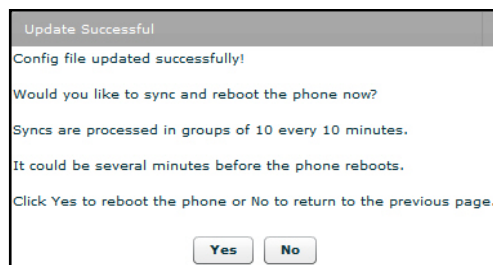 Update Successful
Config file updated successfully!
Would you like to sync and reboot the phone now?
Syncs are processed in groups of 10 every 10 minutes.
It could be several minutes before the phone reboots.
Click Yes to reboot the phone or No to return to the previous page.
Yes No